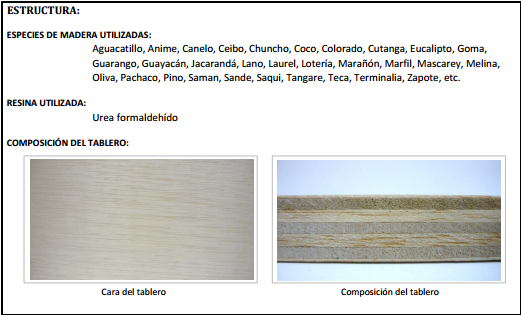 ESTRUCTURA:
ESPECIES DE MADERA UTILIZADAS:
Aguacatillo, Anime, Canelo, Ceibo, Chuncho, Coco, Colorado, Cutanga, Eucalipto, Goma,
Guarango, Guayacán, Jacarandá, Lano, Laurel, Lotería, Marañón, Marfil, Mascarey, Melina,
Oliva, Pachaco, Pino, Saman, Sande, Saqui, Tangare, Teca, Terminalia, Zapote, etc.
RESINA UTILIZADA:
Urea formaldehído
COMPOSICIÓN DEL TABLERO:
Cara del tablero
Composición del tablero